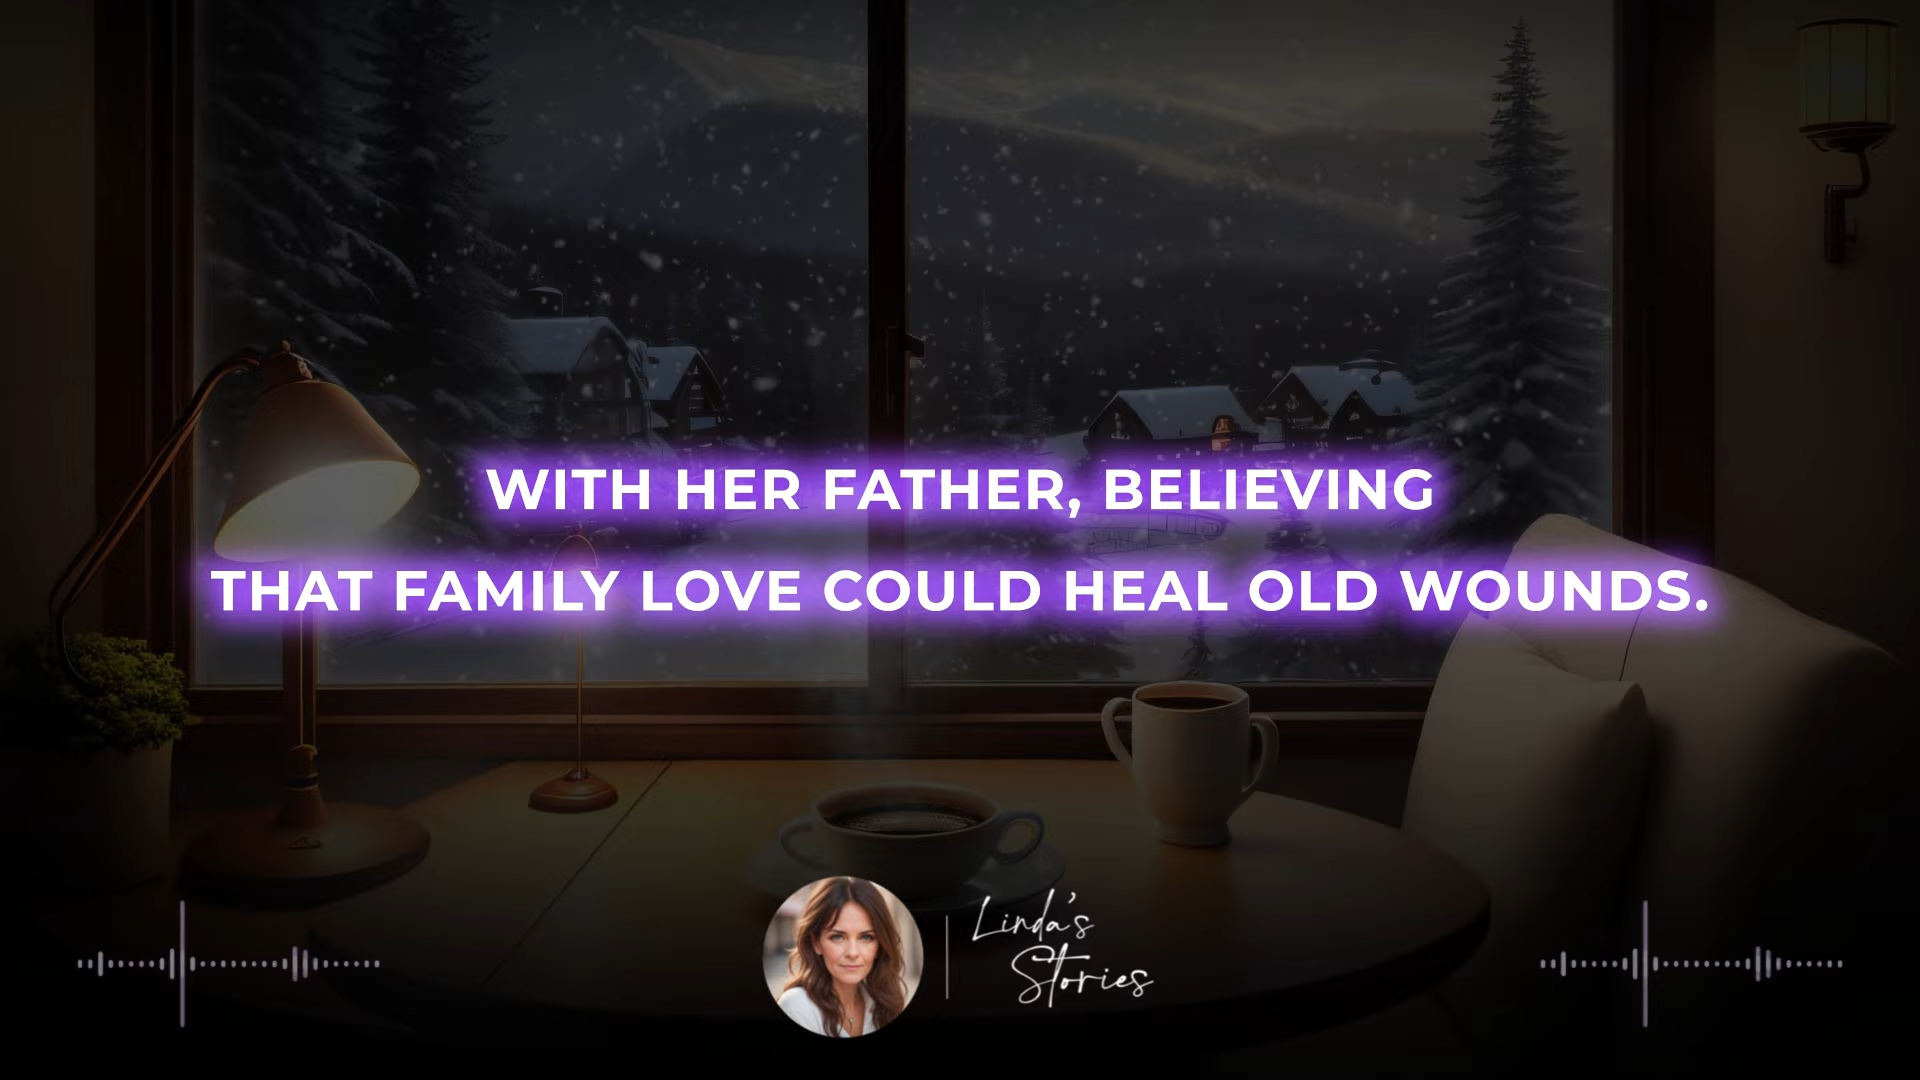 WITH HER FATHER, BELIEVING
THAT FAMILY LOVE COULD HEAL OLD WOUNDS.
Linda's
Stories